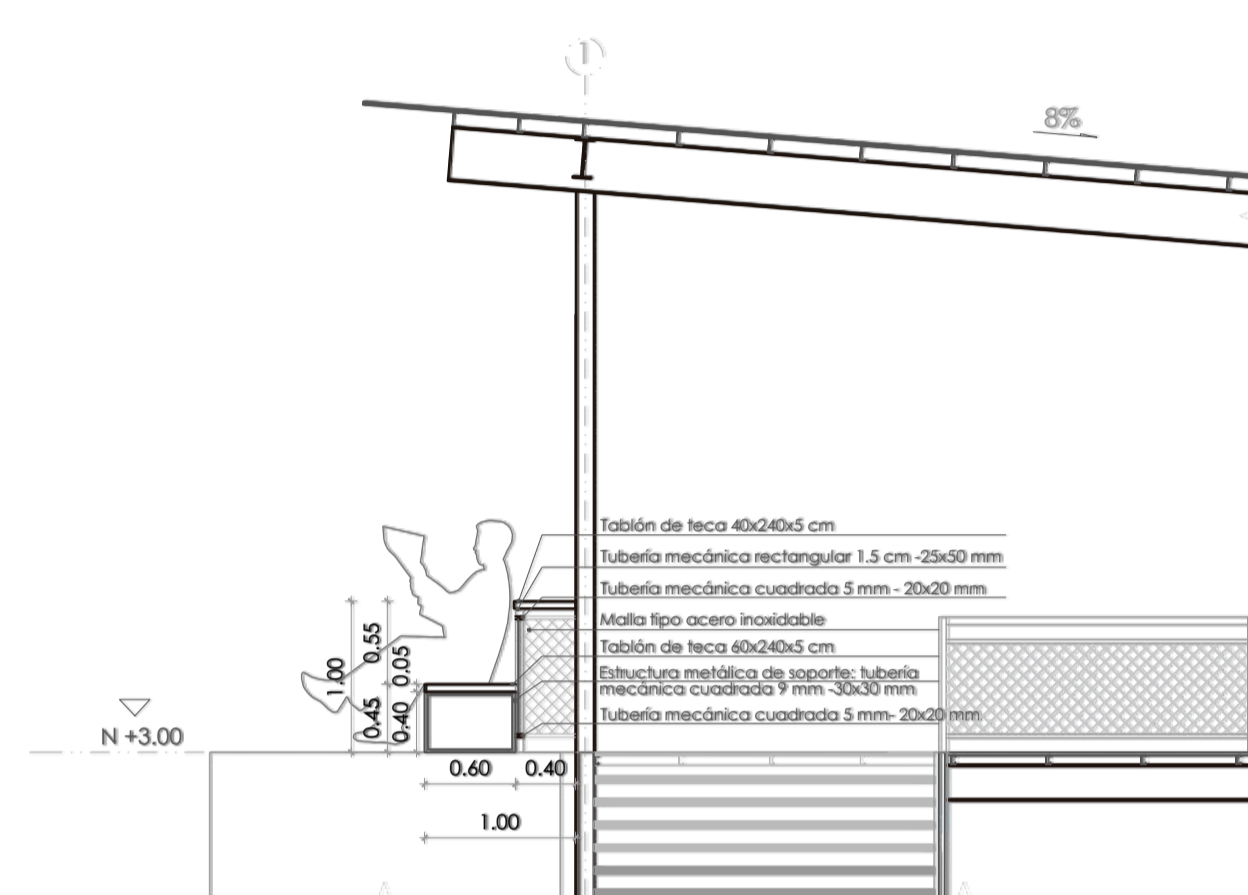 1
8%
Tablón de teca 40x240x5 cm
Tubería mecánica rectangular 1.5 cm -25x50 mm
Tubería mecánica cuadrada 5 mm - 20x20 mm
Malla tipo acero inoxidable
Tablón de teca 60x240x5 cm
Estructura metálica de soporte: tubería
mecánica cuadrada 9 mm -30x30 mm
Tubería mecánica cuadrada 5 mm- 20x20 mm.
1.00
0.55
0.45
0.05
0.40
N +3.00
0.60
0.40
1.00